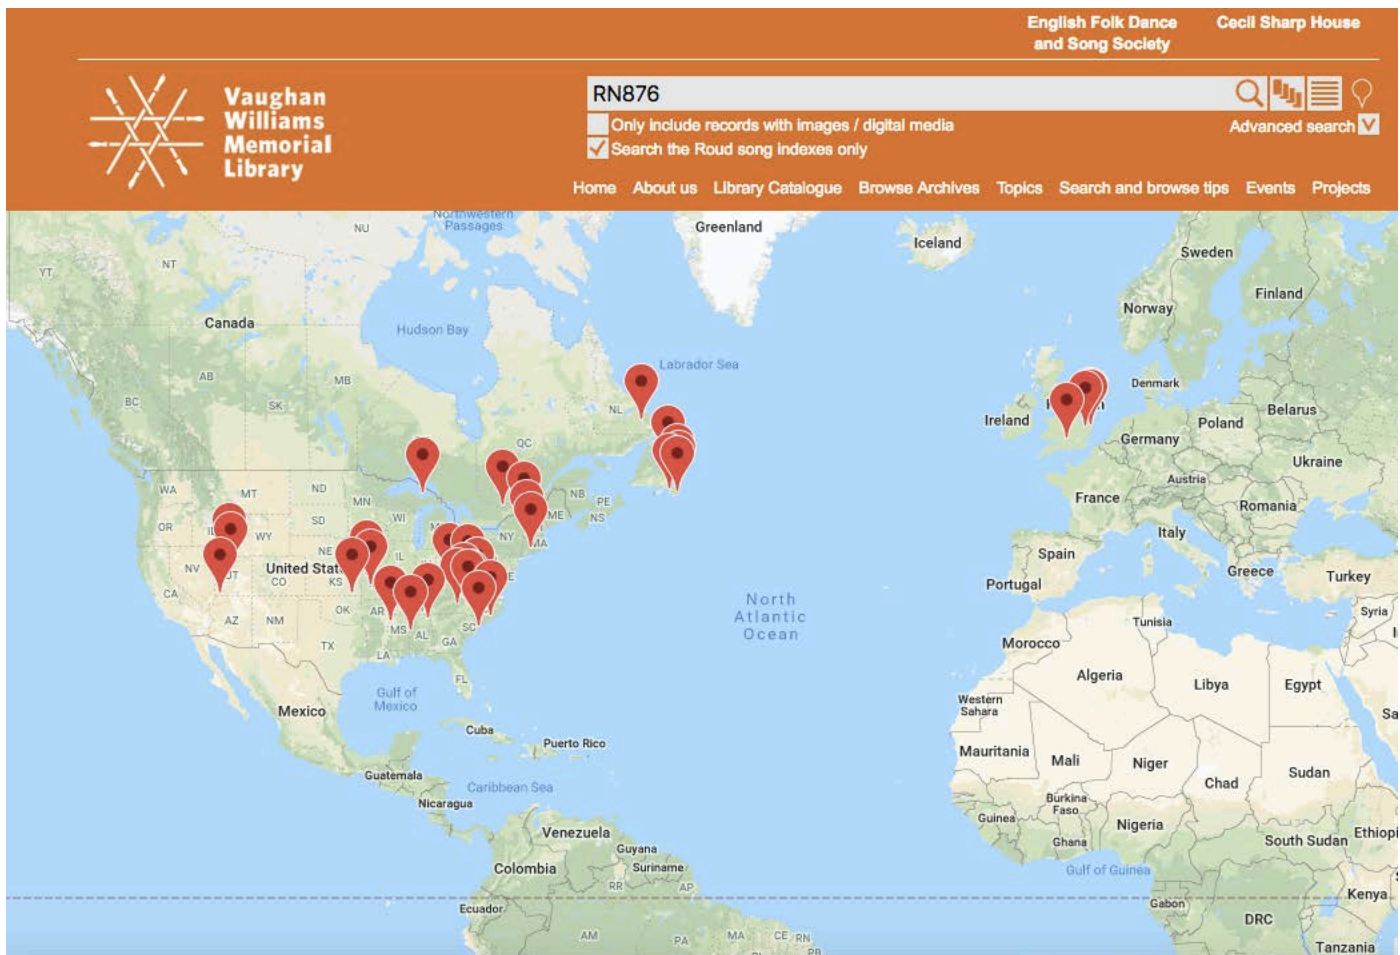 English Folk Dance
and Song Society
Cecil Sharp House
Vaughan
Williams
Memorial
Library
RN876
Only include records with images / digital media
Advanced search
Search the Roud song indexes only
Home About us Library Catalogue Browse Archives Topics Search and browse tips Events Projects
Northwestern
Passages
NU
Greenland
Iceland
Sweden
NT
YT
Finland
Norway
Canada
Hudson Bay
Labrador Sea
AB
MB
BC
SK
NL
Denmark
Ireland
Belarus
Poland
QC
Germany
Ukraine
Austria
WA
MT
ND
MN
NB
PE
France
Romania
OR
SD
WI
ME
NS
WY
NY
Italy
NE
MA
Spain
NV
United
IL
UT
CO
KS
Greece
Turkey
Portugal
CA
North
Atlantic
Ocean
OK
AR
AZ
NM
MS
AL
SC
GA
Tunisia
Syria
TX
LA
Morocco
FL
Algeria
Libya
Egypt
Gulf of
Mexico
Mexico
Western
Sahara
Cuba
Puerto Rico
Mauritania
Mali
Niger
Chad
Sudan
Guatemala
Caribbean Sea
Nicaragua
Burkina
Faso
Guinea
Nigeria
Ghana
Venezuela
Guyana
Suriname
Colombia
South Sudan
Ethiopi
Gulf of Guinea
RR
AP
Ecuador
Gabon
Kenya
DRC
AM
PA
MA
CE
RN
PB
Tanzania